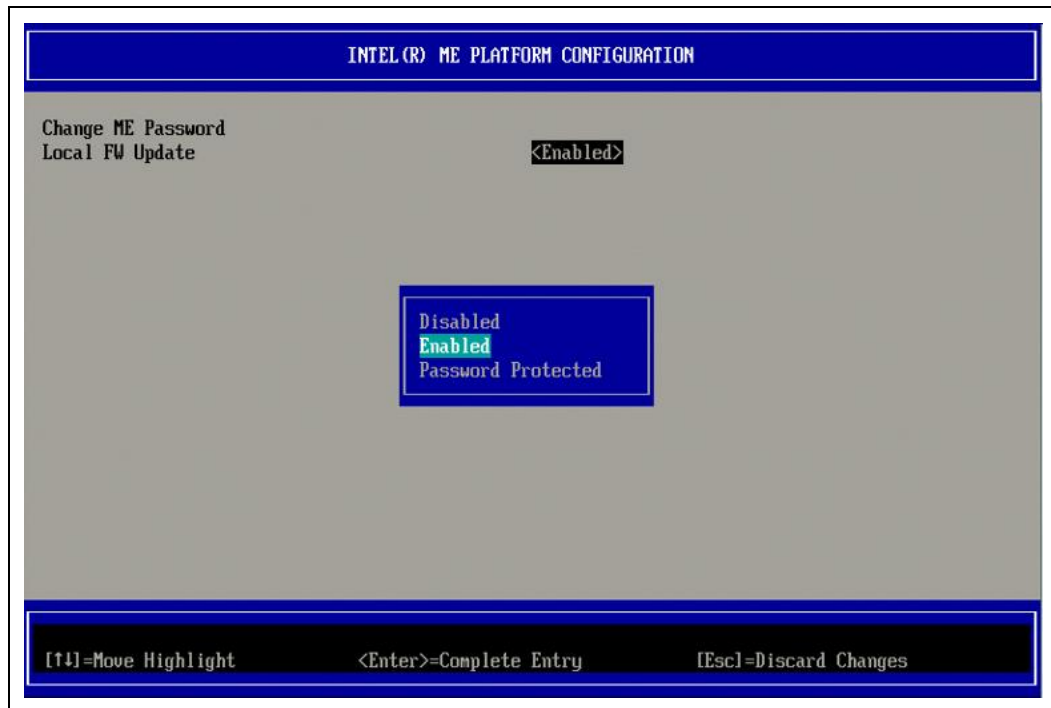 INTEL(R) ME PLATFORM CONFIGURATION
Change ME Password
Local FW Update <Enabled>
Disabled
Enabled
Password Protected
[↑↓]=Move Highlight <Enter>=Complete Entry [Esc]=Discard Changes